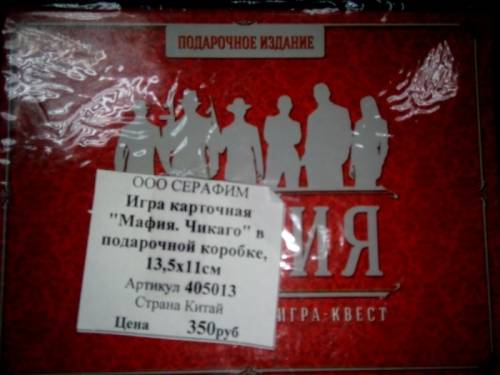 ПОДАРОЧНОЕ ИЗДАНИЕ
ООО СЕРАФИМ
Игра карточная
"Мафия. Чикаго" в
подарочной коробке,
13,5х11см
Артикул 405013
Страна Китай
Цена 350руб
ИЯ
ИГРА-КВЕСТ